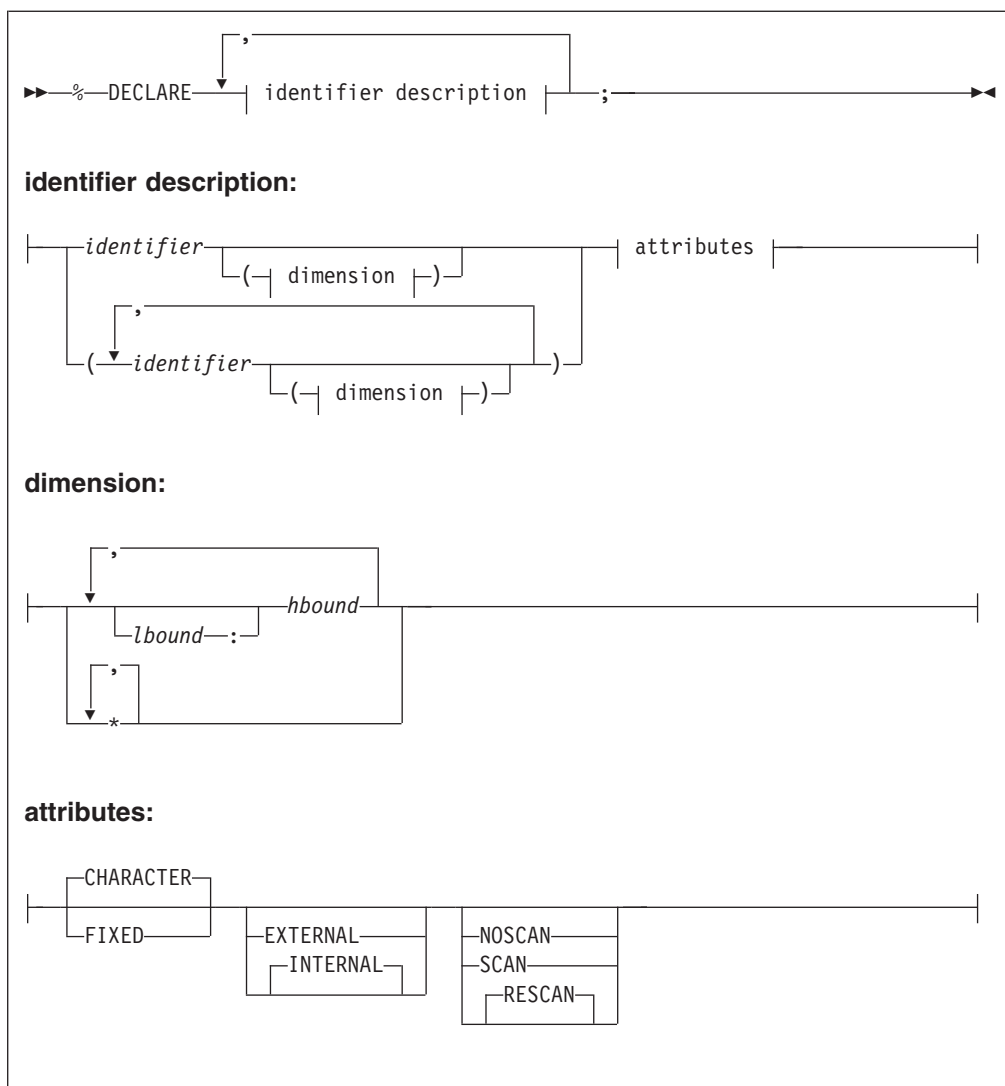 ,
% DECLARE identifier description ;
identifier description:
identifier attributes
( dimension )
,
( identifier )
( dimension )
dimension:
,
hbound
lbound :
,
*
attributes:
CHARACTER
FIXED EXTERNAL NOSCAN
INTERNAL SCAN
RESCAN